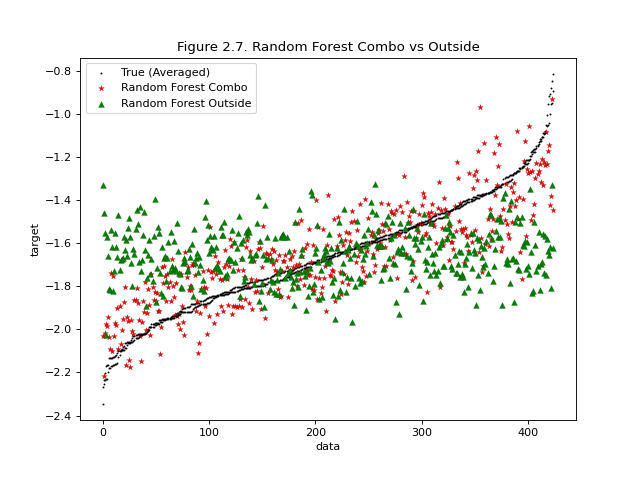 Figure 2.7. Random Forest Combo vs Outside
True (Averaged)
Random Forest Combo
Random Forest Outside
target
−0.8
−1.0
−1.2
−1.4
−1.6
−1.8
−2.0
−2.2
−2.4
0 100 200 300 400
data